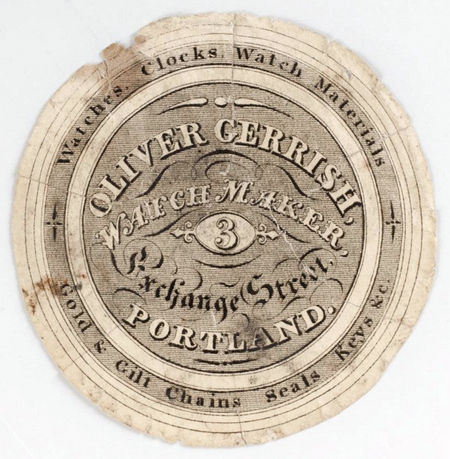 Watches, Clocks, Watch Materials
OLIVER GERRISH,
WATCH MAKER,
3
Exchange Street,
PORTLAND.
Gold & Gilt Chains Seals Keys &c.